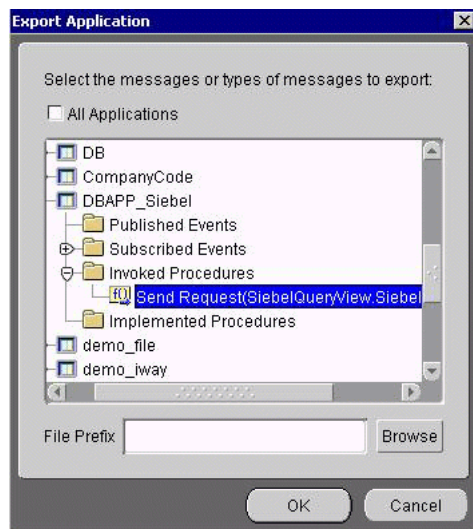 Export Application
Select the messages or types of messages to export:
All Applications
DB
CompanyCode
DBAPP_Siebel
Published Events
Subscribed Events
Invoked Procedures
f() Send Request(SiebelQueryView.Siebel
Implemented Procedures
demo_file
demo_iway
File Prefix Browse
OK Cancel